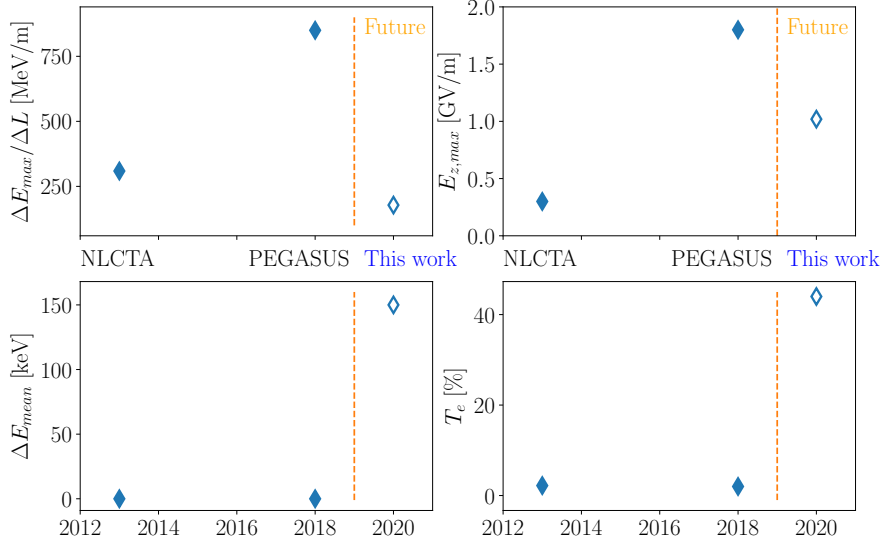 ΔE_max/ΔL [MeV/m]
750
500
250
Future
NLCTA
PEGASUS
This work
E_z,max [GV/m]
2.0
1.5
1.0
0.5
0.0
Future
NLCTA
PEGASUS
This work
ΔE_mean [keV]
150
100
50
0
2012 2014 2016 2018 2020
T_e [%]
40
20
0
2012 2014 2016 2018 2020